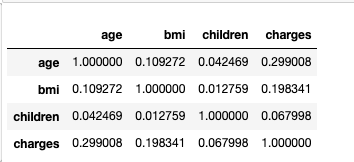 age bmi children charges
age 1.000000 0.109272 0.042469 0.299008
bmi 0.109272 1.000000 0.012759 0.198341
children 0.042469 0.012759 1.000000 0.067998
charges 0.299008 0.198341 0.067998 1.000000